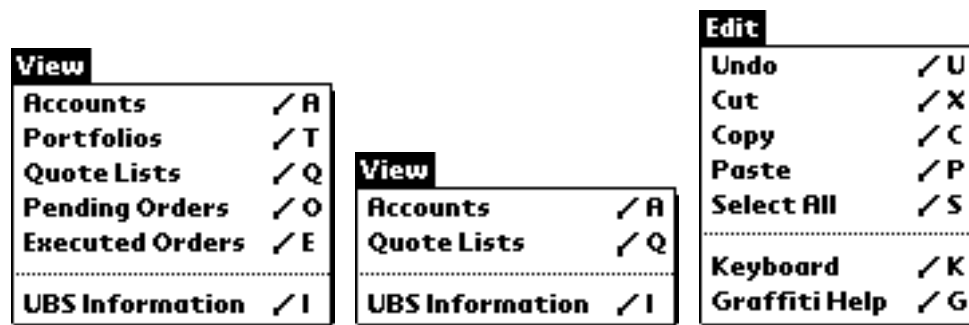 View
Accounts / A
Portfolios / T
Quote Lists / Q
Pending Orders / O
Executed Orders / E
UBS Information / I
View
Accounts / A
Quote Lists / Q
UBS Information / I
Edit
Undo / U
Cut / X
Copy / C
Paste / P
Select All / S
Keyboard / K
Graffiti Help / G